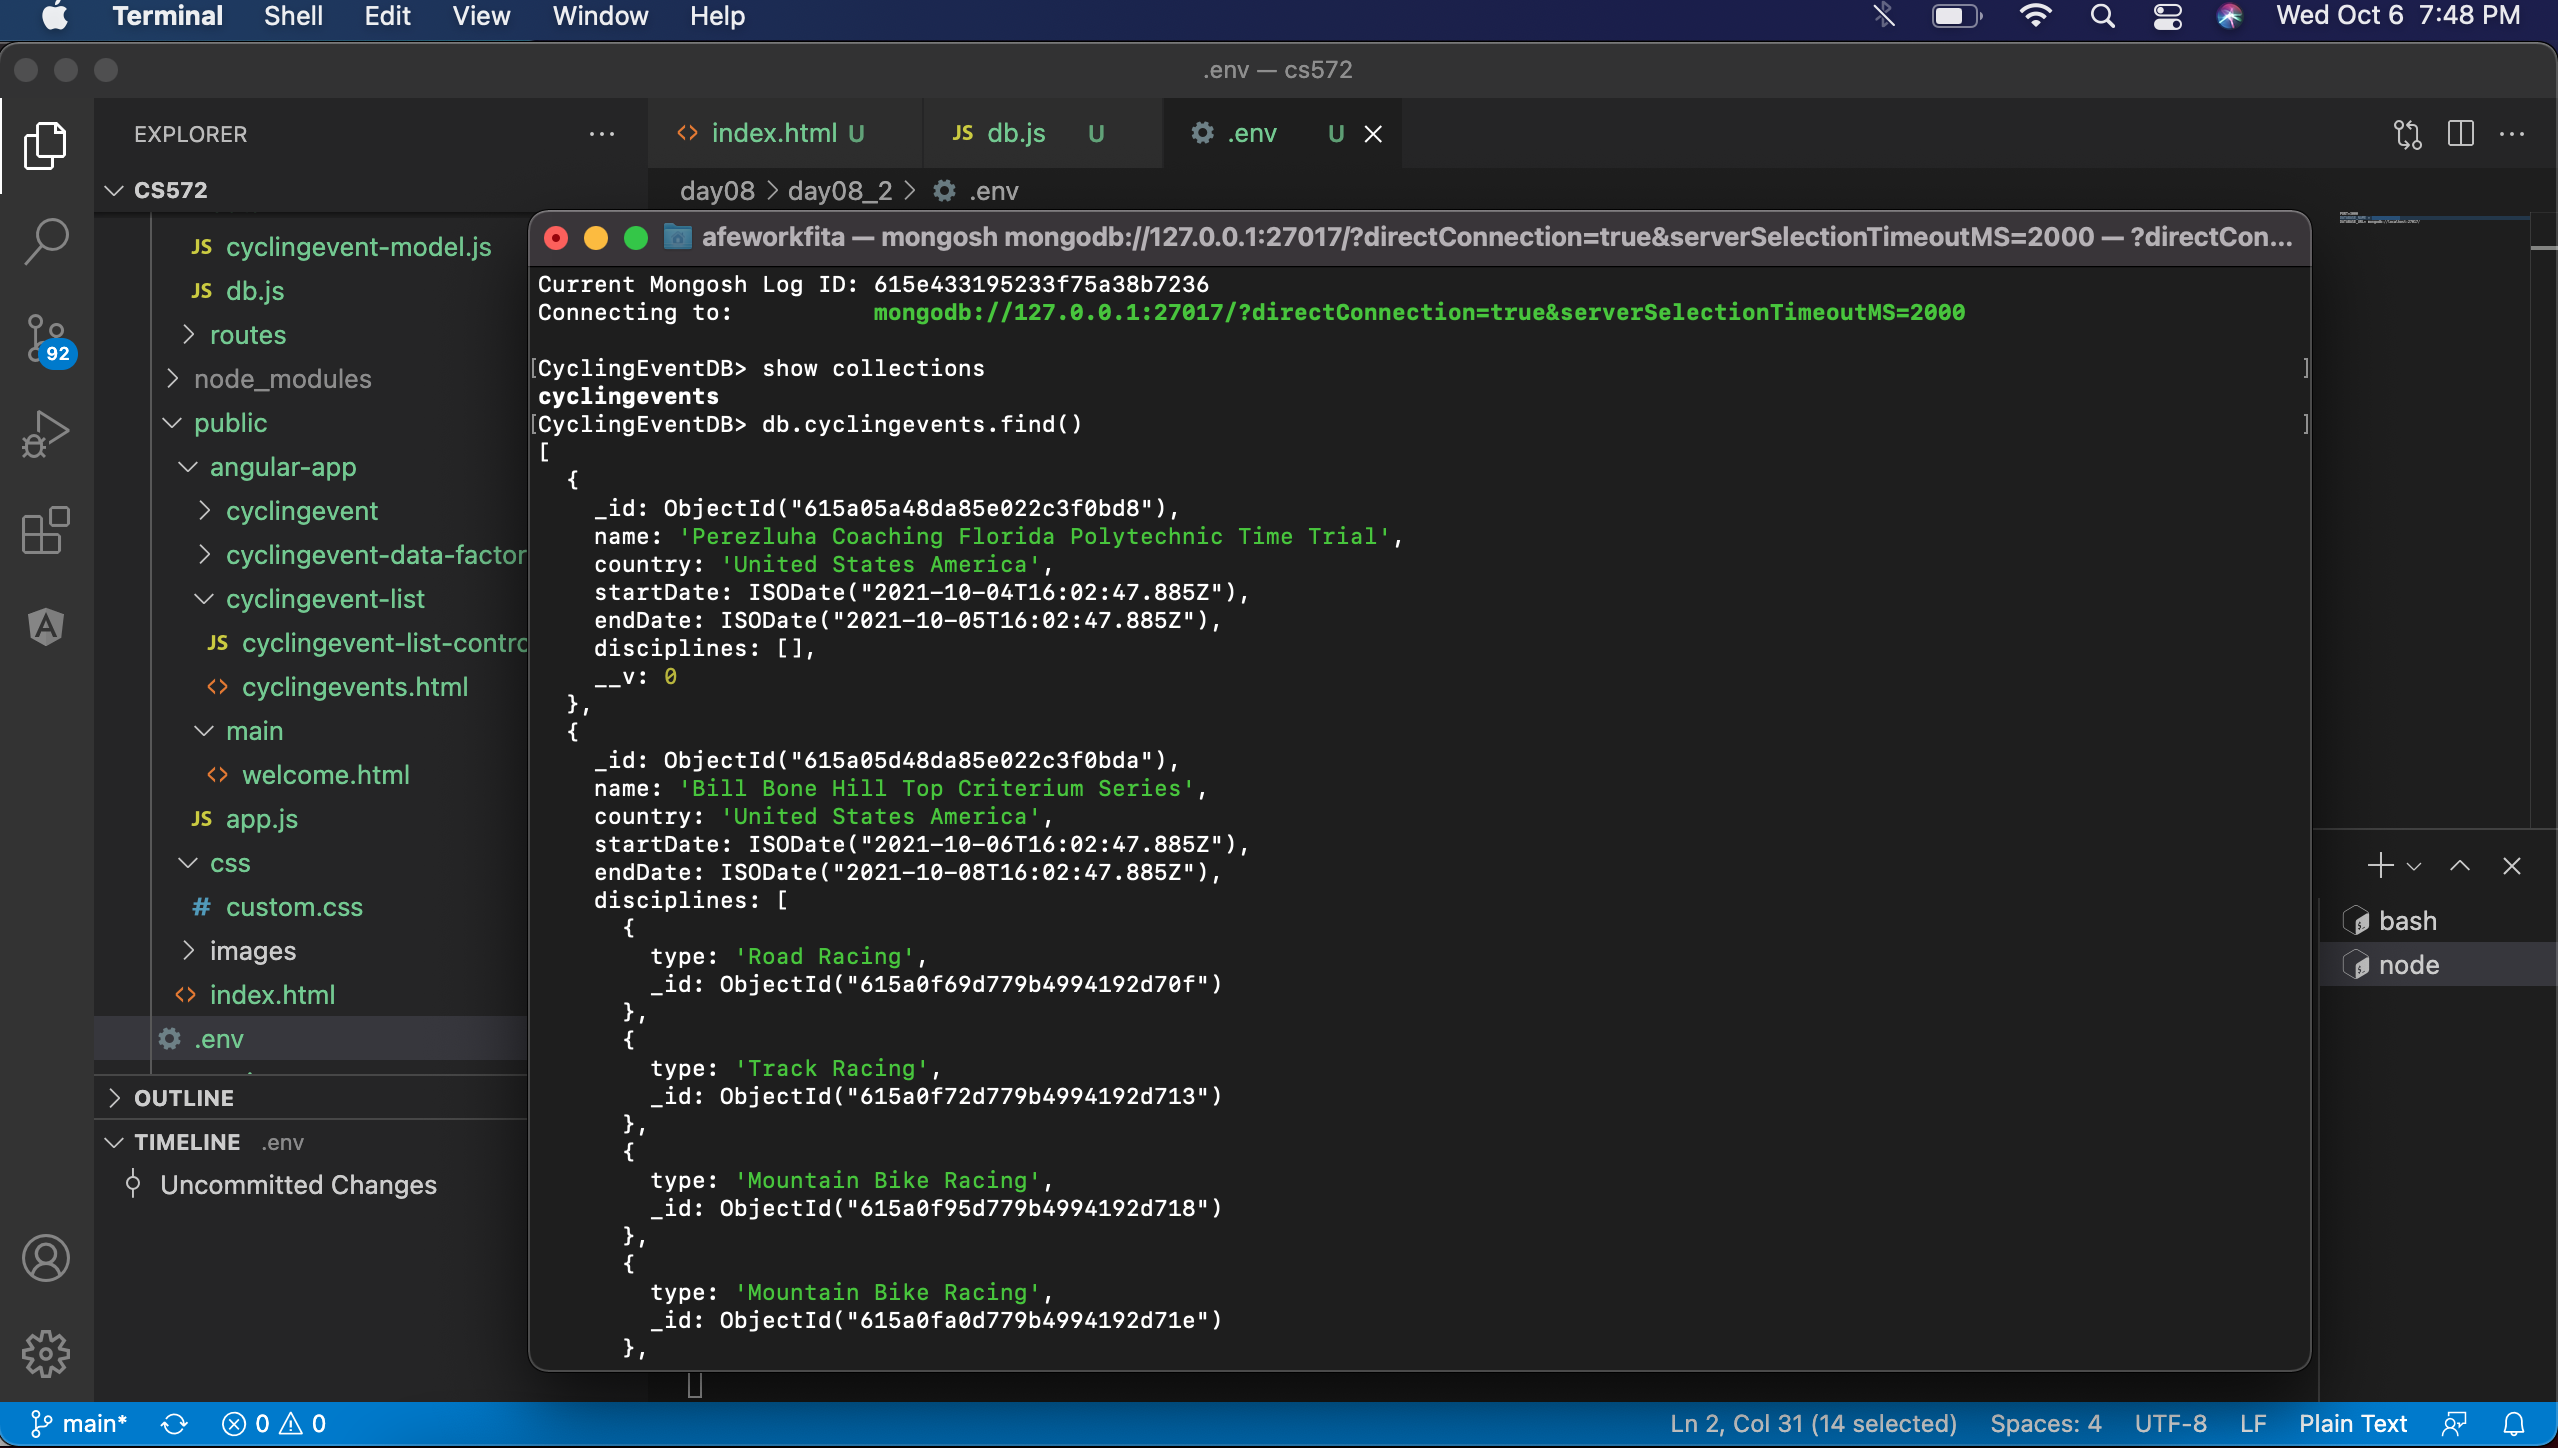 Terminal Shell Edit View Window Help Wed Oct 6 7:48 PM
.env — cs572
EXPLORER
index.html U
JS db.js U
.env U
CS572
day08 > day08_2 > .env
JS cyclingevent-model.js
JS db.js
routes
node_modules
public
angular-app
cyclingevent
cyclingevent-data-factor
cyclingevent-list
JS cyclingevent-list-contro
<> cyclingevents.html
main
<> welcome.html
JS app.js
css
# custom.css
images
<> index.html
.env
OUTLINE
TIMELINE .env
Uncommitted Changes
92
afeworkfita — mongosh mongodb://127.0.0.1:27017/?directConnection=true&serverSelectionTimeoutMS=2000 — ?directCon...
Current Mongosh Log ID: 615e433195233f75a38b7236
Connecting to: mongodb://127.0.0.1:27017/?directConnection=true&serverSelectionTimeoutMS=2000
[CyclingEventDB> show collections ]
cyclingevents
[CyclingEventDB> db.cyclingevents.find() ]
[
{
_id: ObjectId("615a05a48da85e022c3f0bd8"),
name: 'Perezluha Coaching Florida Polytechnic Time Trial',
country: 'United States America',
startDate: ISODate("2021-10-04T16:02:47.885Z"),
endDate: ISODate("2021-10-05T16:02:47.885Z"),
disciplines: [],
__v: 0
},
{
_id: ObjectId("615a05d48da85e022c3f0bda"),
name: 'Bill Bone Hill Top Criterium Series',
country: 'United States America',
startDate: ISODate("2021-10-06T16:02:47.885Z"),
endDate: ISODate("2021-10-08T16:02:47.885Z"),
disciplines: [
{
type: 'Road Racing',
_id: ObjectId("615a0f69d779b4994192d70f")
},
{
type: 'Track Racing',
_id: ObjectId("615a0f72d779b4994192d713")
},
{
type: 'Mountain Bike Racing',
_id: ObjectId("615a0f95d779b4994192d718")
},
{
type: 'Mountain Bike Racing',
_id: ObjectId("615a0fa0d779b4994192d71e")
},
bash
node
main* 0 0 Ln 2, Col 31 (14 selected) Spaces: 4 UTF-8 LF Plain Text